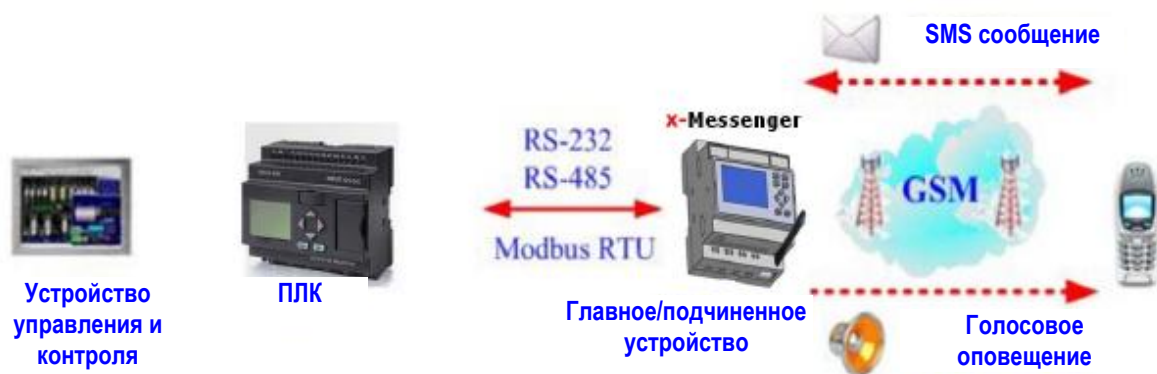 SMS сообщение
x-Messenger
RS-232
RS-485
Modbus RTU
GSM
Устройство
управления и
контроля
ПЛК
Главное/подчиненное
устройство
Голосовое
оповещение